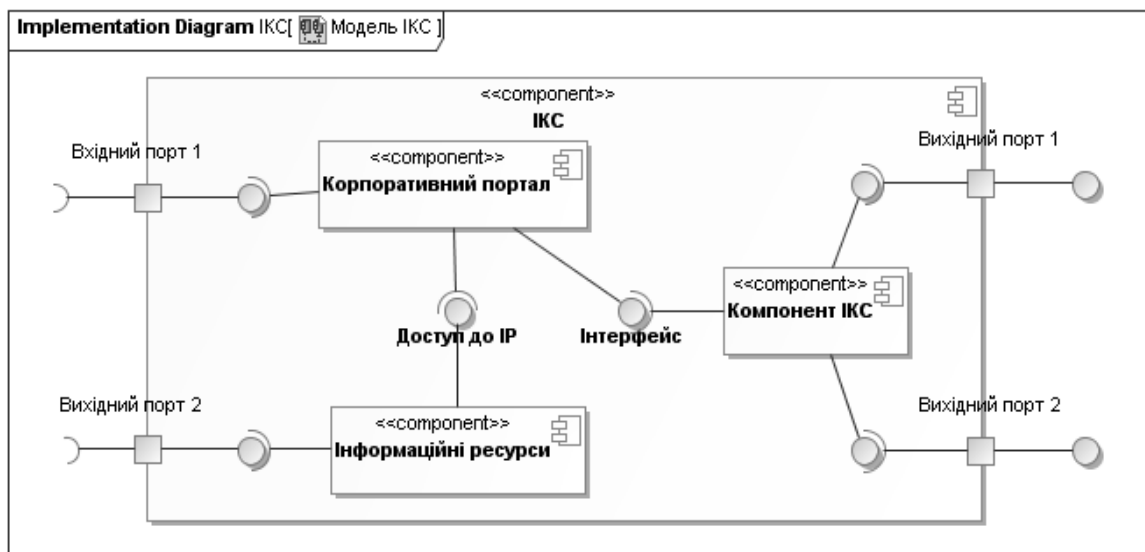 Implementation Diagram ІКС[ Модель ІКС ]
<<component>>
ІКС
Вхідний порт 1
<<component>>
Корпоративний портал
Вихідний порт 1
<<component>>
Компонент ІКС
Доступ до ІР
Інтерфейс
Вихідний порт 2
<<component>>
Інформаційні ресурси
Вихідний порт 2